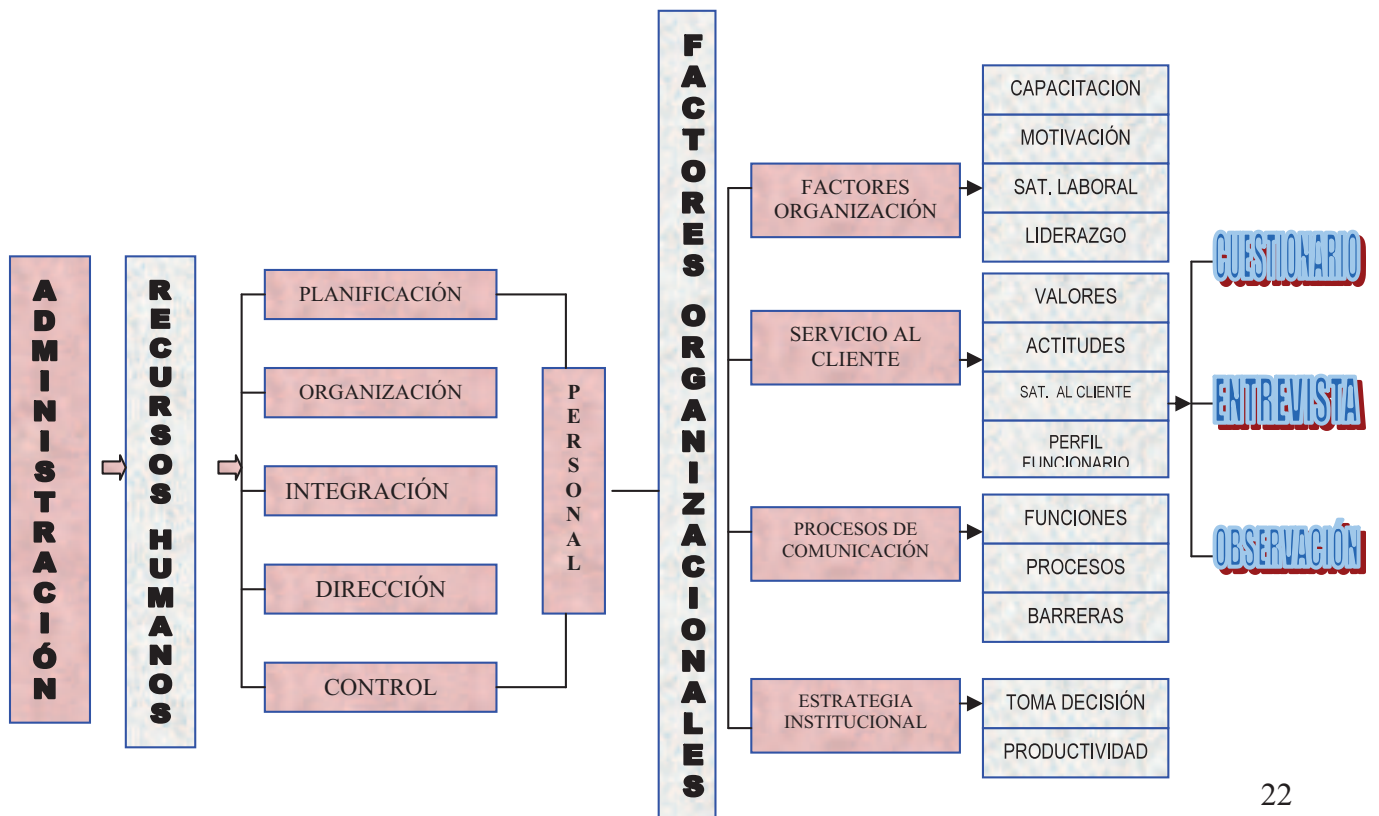 ADMINISTRACIÓN
RECURSOS HUMANOS
PLANIFICACIÓN
ORGANIZACIÓN
INTEGRACIÓN
DIRECCIÓN
CONTROL
PERSONAL
FACTORES ORGANIZACIONALES
FACTORES
ORGANIZACIÓN
CAPACITACION
MOTIVACIÓN
SAT. LABORAL
LIDERAZGO
SERVICIO AL
CLIENTE
VALORES
ACTITUDES
SAT. AL CLIENTE
PERFIL
FUNCIONARIO
PROCESOS DE
COMUNICACIÓN
FUNCIONES
PROCESOS
BARRERAS
ESTRATEGIA
INSTITUCIONAL
TOMA DECISIÓN
PRODUCTIVIDAD
CUESTIONARIO
ENTREVISTA
OBSERVACIÓN
22